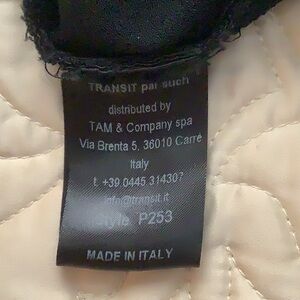 TRANSIT par such
distributed by
TAM & Company spa
Via Brenta 5, 36010 Carrè
Italy
t. +39.0445 314307
info@transit.it
Style P253
MADE IN ITALY